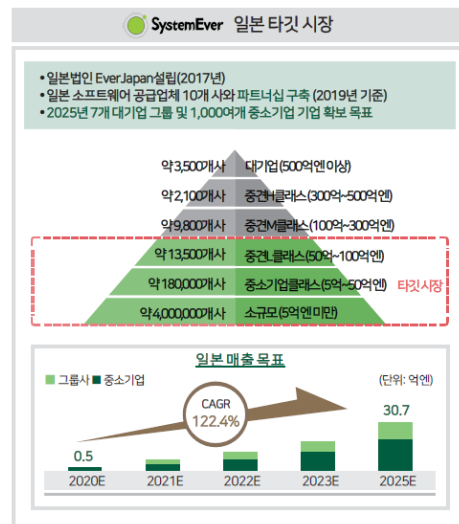 SystemEver 일본 타깃 시장
• 일본법인 EverJapan설립(2017년)
• 일본 소프트웨어 공급업체 10개 사와 파트너십 구축 (2019년 기준)
• 2025년 7개 대기업 그룹 및 1,000여개 중소기업 기업 확보 목표
약3,500개사 대기업(500억엔 이상)
약2,100개사 중견H클래스(300억~500억엔)
약9,800개사 중견M클래스(100억~300억엔)
약 13,500개사 중견L클래스(50억~100억엔)
약 180,000개사 중소기업클래스(5억~50억엔) 타깃 시장
약4,000,000개사 소규모(5억엔 미만)
일본 매출 목표
그룹사 중소기업 (단위: 억엔)
CAGR
122.4%
30.7
0.5
2020E 2021E 2022E 2023E 2025E